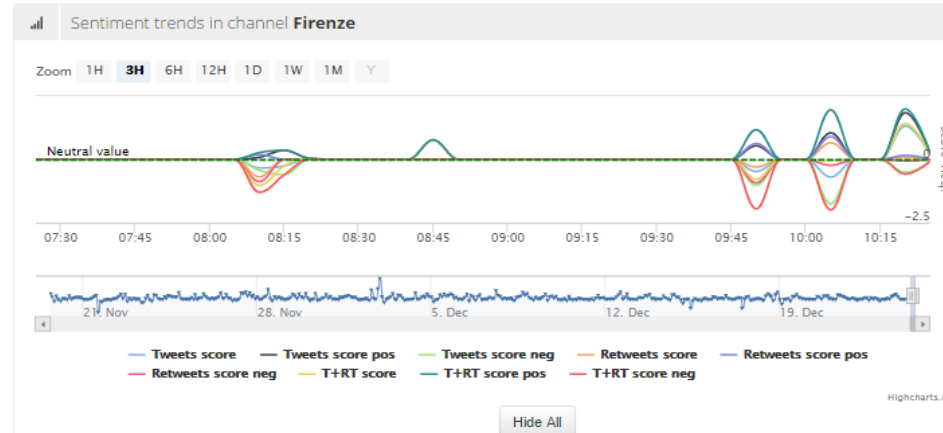 Sentiment trends in channel Firenze
Zoom 1H 3H 6H 12H 1D 1W 1M Y
Neutral value
0
-2.5
07:30 07:45 08:00 08:15 08:30 08:45 09:00 09:15 09:30 09:45 10:00 10:15
21. Nov 28. Nov 5. Dec 12. Dec 19. Dec
Tweets score Tweets score pos Tweets score neg Retweets score Retweets score pos
Retweets score neg T+RT score T+RT score pos T+RT score neg
Hide All